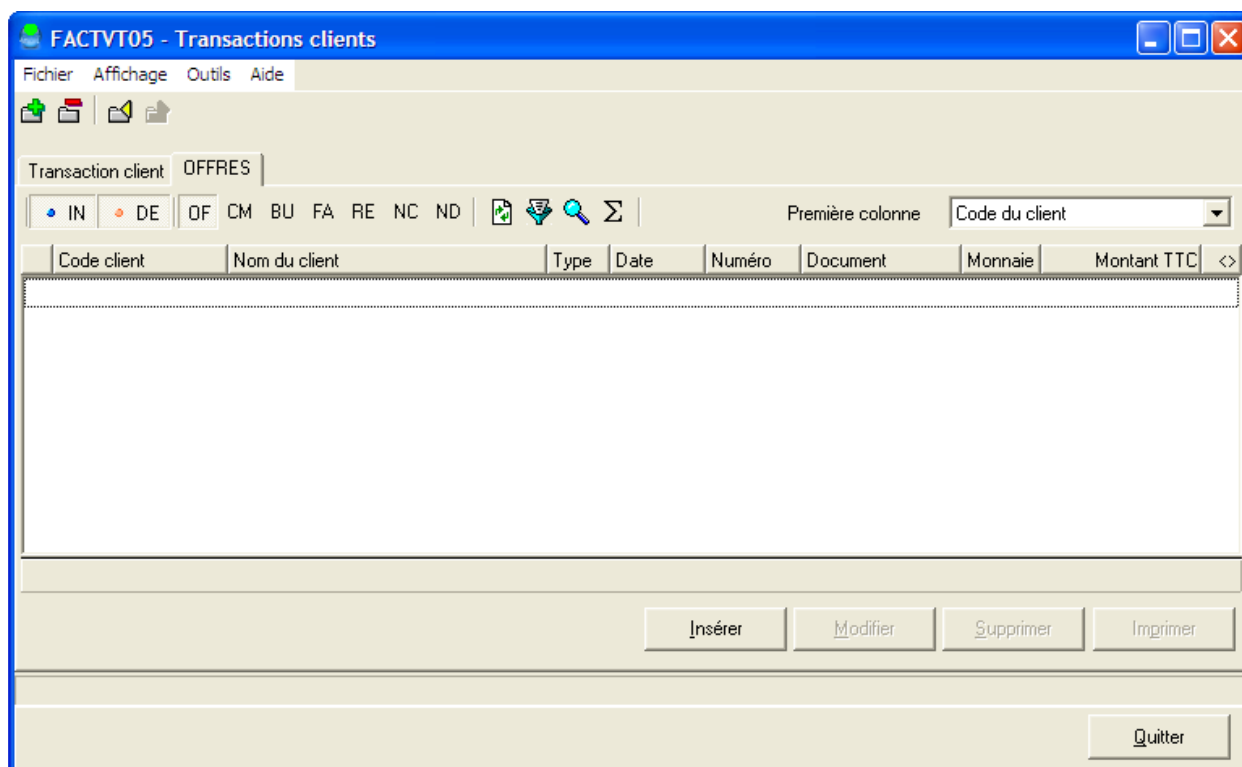 FACTVT05 - Transactions clients
Fichier Affichage Outils Aide
Transaction client OFFRES
IN DE OF CM BU FA RE NC ND Σ Première colonne Code du client
Code client Nom du client Type Date Numéro Document Monnaie Montant TTC <>
Insérer Modifier Supprimer Imprimer
Quitter